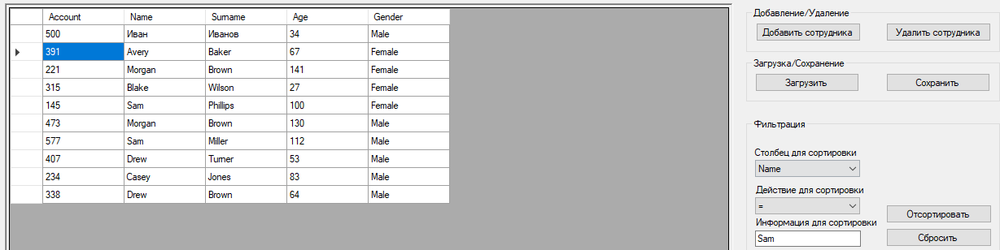 Account Name Surname Age Gender
500 Иван Иванов 34 Male
391 Avery Baker 67 Female
221 Morgan Brown 141 Female
315 Blake Wilson 27 Female
145 Sam Phillips 100 Female
473 Morgan Brown 130 Male
577 Sam Miller 112 Male
407 Drew Turner 53 Male
234 Casey Jones 83 Male
338 Drew Brown 64 Male
Добавление/Удаление
Добавить сотрудника Удалить сотрудника
Загрузка/Сохранение
Загрузить Сохранить
Фильтрация
Столбец для сортировки
Name
Действие для сортировки
=
Отсортировать
Информация для сортировки
Sam
Сбросить